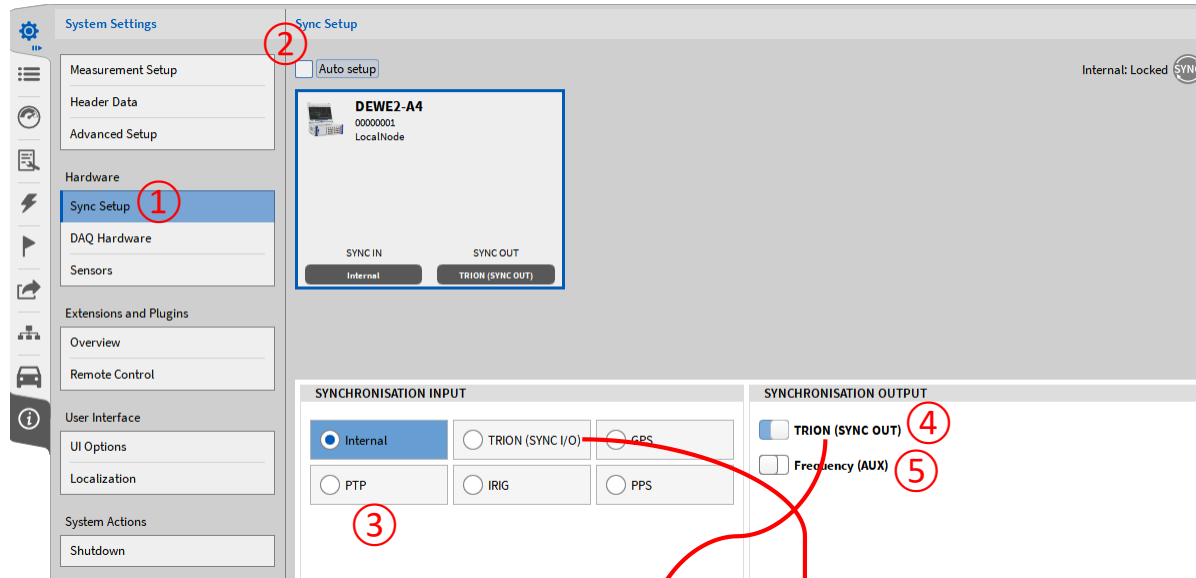 System Settings
Sync Setup
②
Measurement Setup
Auto setup
Internal: Locked
SYNC
Header Data
DEWE2-A4
00000001
LocalNode
Advanced Setup
Hardware
Sync Setup ①
DAQ Hardware
Sensors
SYNC IN
SYNC OUT
Internal
TRION (SYNC OUT)
Extensions and Plugins
Overview
Remote Control
User Interface
UI Options
Localization
System Actions
Shutdown
SYNCHRONISATION INPUT
Internal
TRION (SYNC I/O)
GPS
PTP
IRIG
PPS
③
SYNCHRONISATION OUTPUT
TRION (SYNC OUT) ④
Frequency (AUX) ⑤